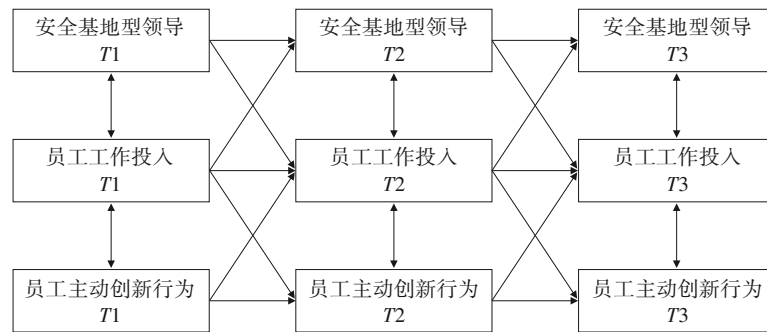 安全基地型领导
T1
安全基地型领导
T2
安全基地型领导
T3
员工工作投入
T1
员工工作投入
T2
员工工作投入
T3
员工主动创新行为
T1
员工主动创新行为
T2
员工主动创新行为
T3